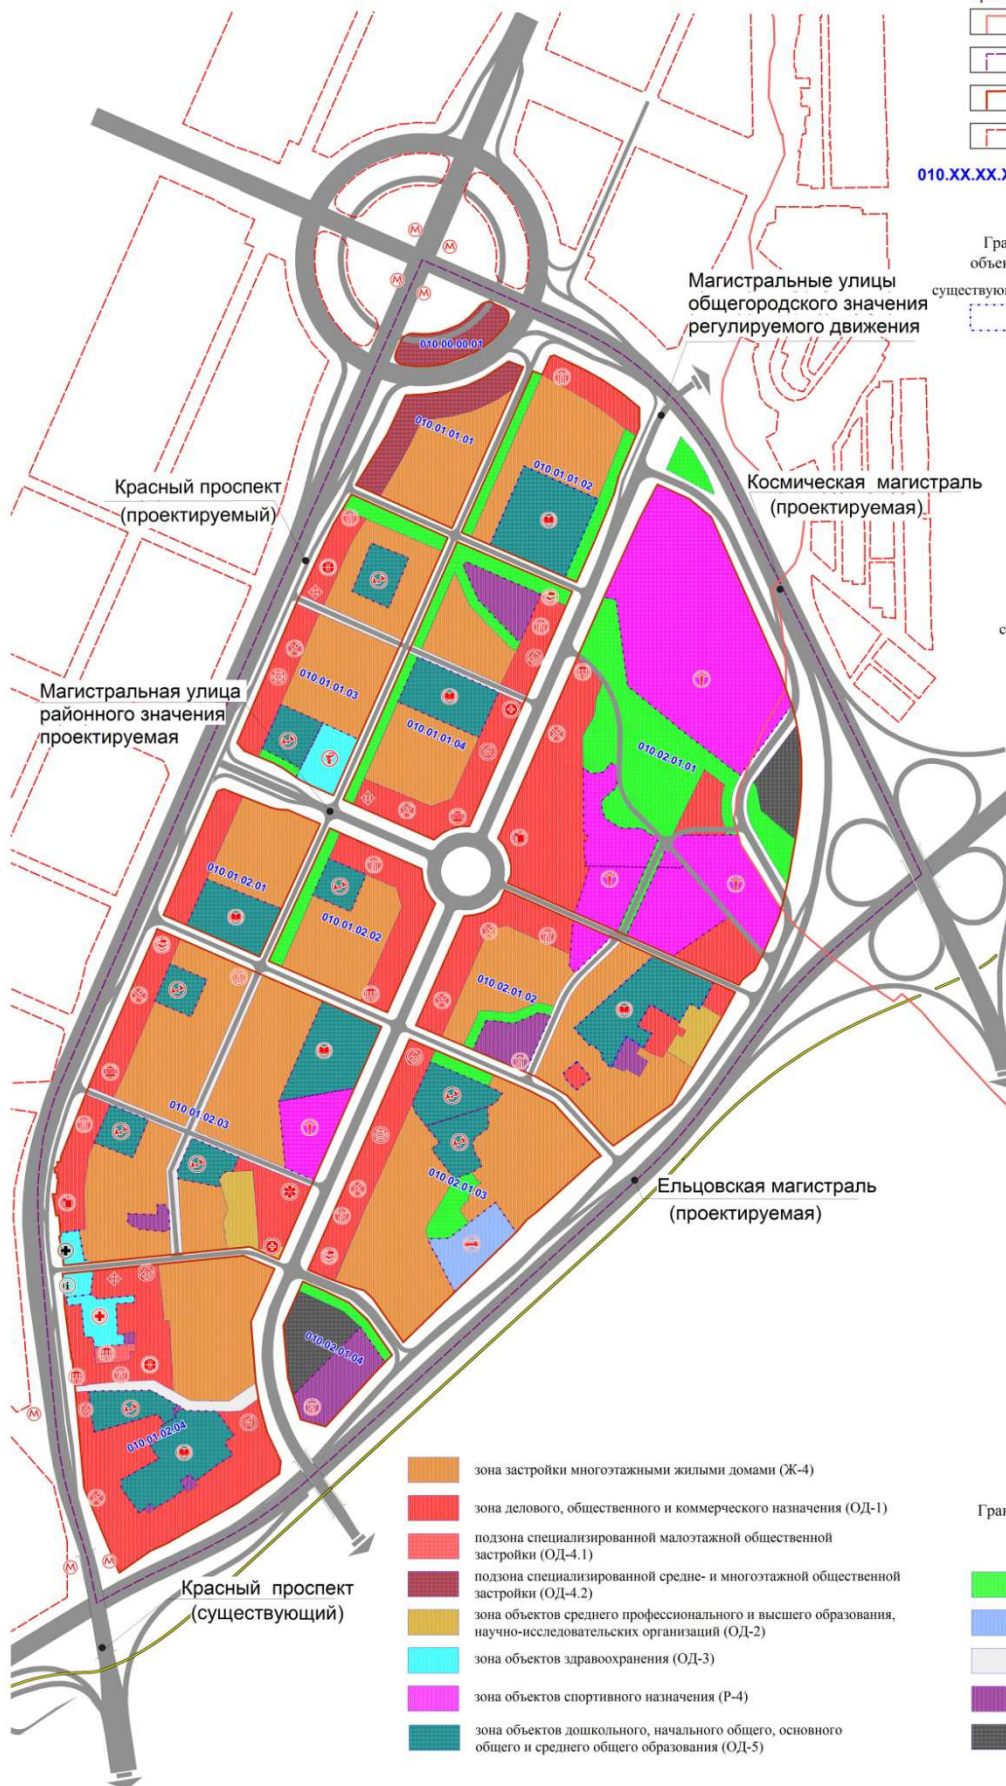 010.XX.XX.X
Гра
объек
существую
Магистральные улицы
общегородского значения
регулируемого движения
М
М
М
М
010.00.00.01
010.01.01.01
010.01.01.02
Красный проспект
(проектируемый)
Космическая магистраль
(проектируемая)
с
010.01.01.03
Магистральная улица
районного значения
проектируемая
010.01.01.04
010.02.01.01
010.01.02.01
010.01.02.02
010.02.01.02
010.01.02.03
010.02.01.03
Ельцовская магистраль
(проектируемая)
010.02.01.04
М
010.01.02.04
М
М
Красный проспект
(существующий)
зона застройки многоэтажными жилыми домами (Ж-4)
зона делового, общественного и коммерческого назначения (ОД-1)
Гран
подзона специализированной малоэтажной общественной
застройки (ОД-4.1)
подзона специализированной средне- и многоэтажной общественной
застройки (ОД-4.2)
зона объектов среднего профессионального и высшего образования,
научно-исследовательских организаций (ОД-2)
зона объектов здравоохранения (ОД-3)
зона объектов спортивного назначения (Р-4)
зона объектов дошкольного, начального общего, основного
общего и среднего общего образования (ОД-5)